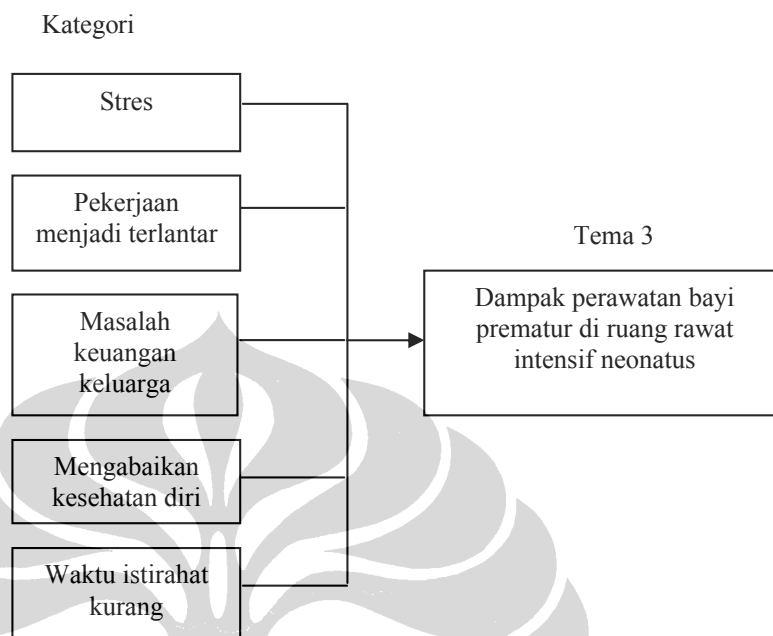 Kategori
Stres
Pekerjaan
menjadi terlantar
Masalah
keuangan
keluarga
Mengabaikan
kesehatan diri
Waktu istirahat
kurang
Tema 3
Dampak perawatan bayi
prematur di ruang rawat
intensif neonatus